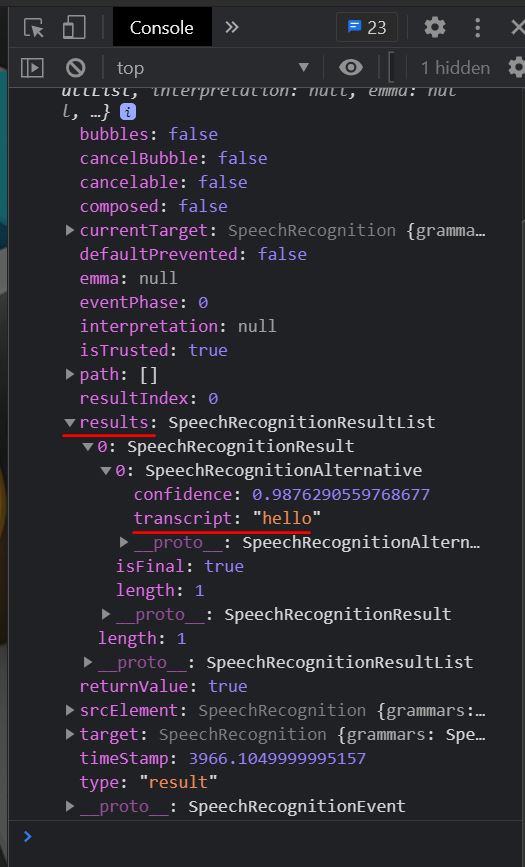 Console » 23
top ▼ 1 hidden
ultList, interpretation: null, emma: nul
l, …} i
bubbles: false
cancelBubble: false
cancelable: false
composed: false
▶ currentTarget: SpeechRecognition {gramma…
defaultPrevented: false
emma: null
eventPhase: 0
interpretation: null
isTrusted: true
▶ path: []
resultIndex: 0
▼ results: SpeechRecognitionResultList
▼ 0: SpeechRecognitionResult
▼ 0: SpeechRecognitionAlternative
confidence: 0.9876290559768677
transcript: "hello"
▶ __proto__: SpeechRecognitionAltern…
isFinal: true
length: 1
▶ __proto__: SpeechRecognitionResult
length: 1
▶ __proto__: SpeechRecognitionResultList
returnValue: true
▶ srcElement: SpeechRecognition {grammars:…
▶ target: SpeechRecognition {grammars: Spe…
timeStamp: 3966.1049999995157
type: "result"
▶ __proto__: SpeechRecognitionEvent